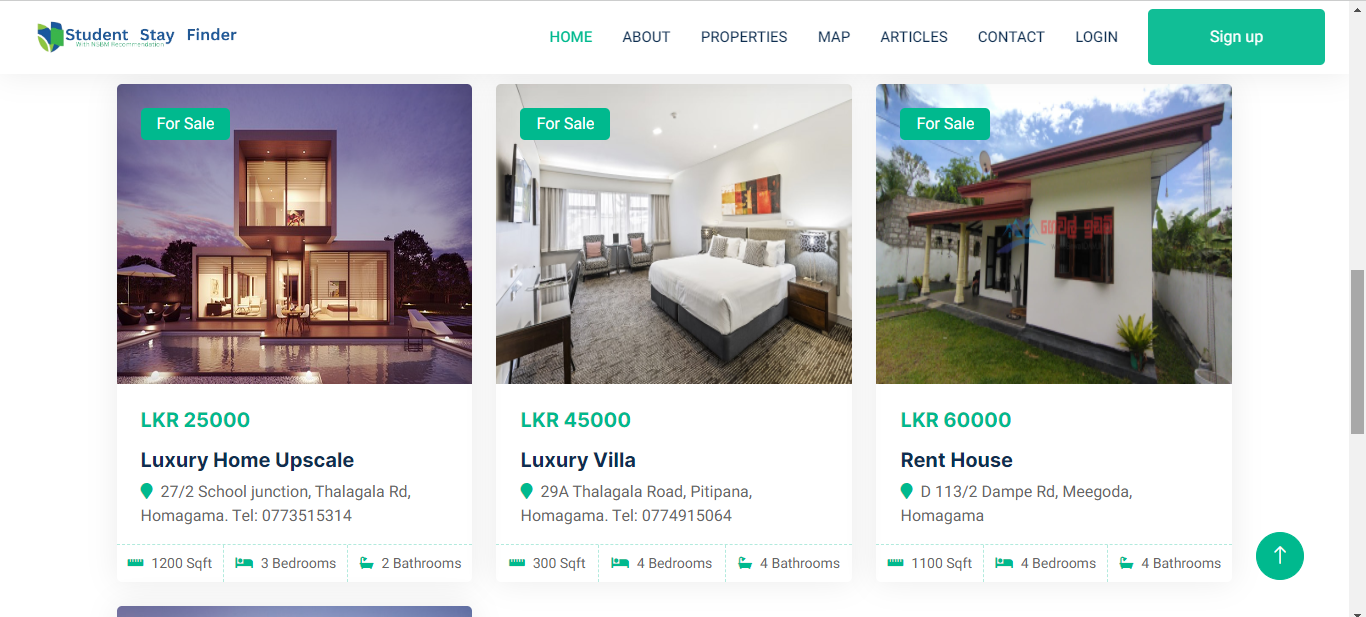 Student Stay Finder
With NSBM Recommendation
HOME
ABOUT
PROPERTIES
MAP
ARTICLES
CONTACT
LOGIN
Sign up
For Sale
LKR 25000
Luxury Home Upscale
27/2 School junction, Thalagala Rd,
Homagama. Tel: 0773515314
1200 Sqft
3 Bedrooms
2 Bathrooms
For Sale
LKR 45000
Luxury Villa
29A Thalagala Road, Pitipana,
Homagama. Tel: 0774915064
300 Sqft
4 Bedrooms
4 Bathrooms
For Sale
ගෙවල් ඉඩම්
LKR 60000
Rent House
D 113/2 Dampe Rd, Meegoda,
Homagama
1100 Sqft
4 Bedrooms
4 Bathrooms